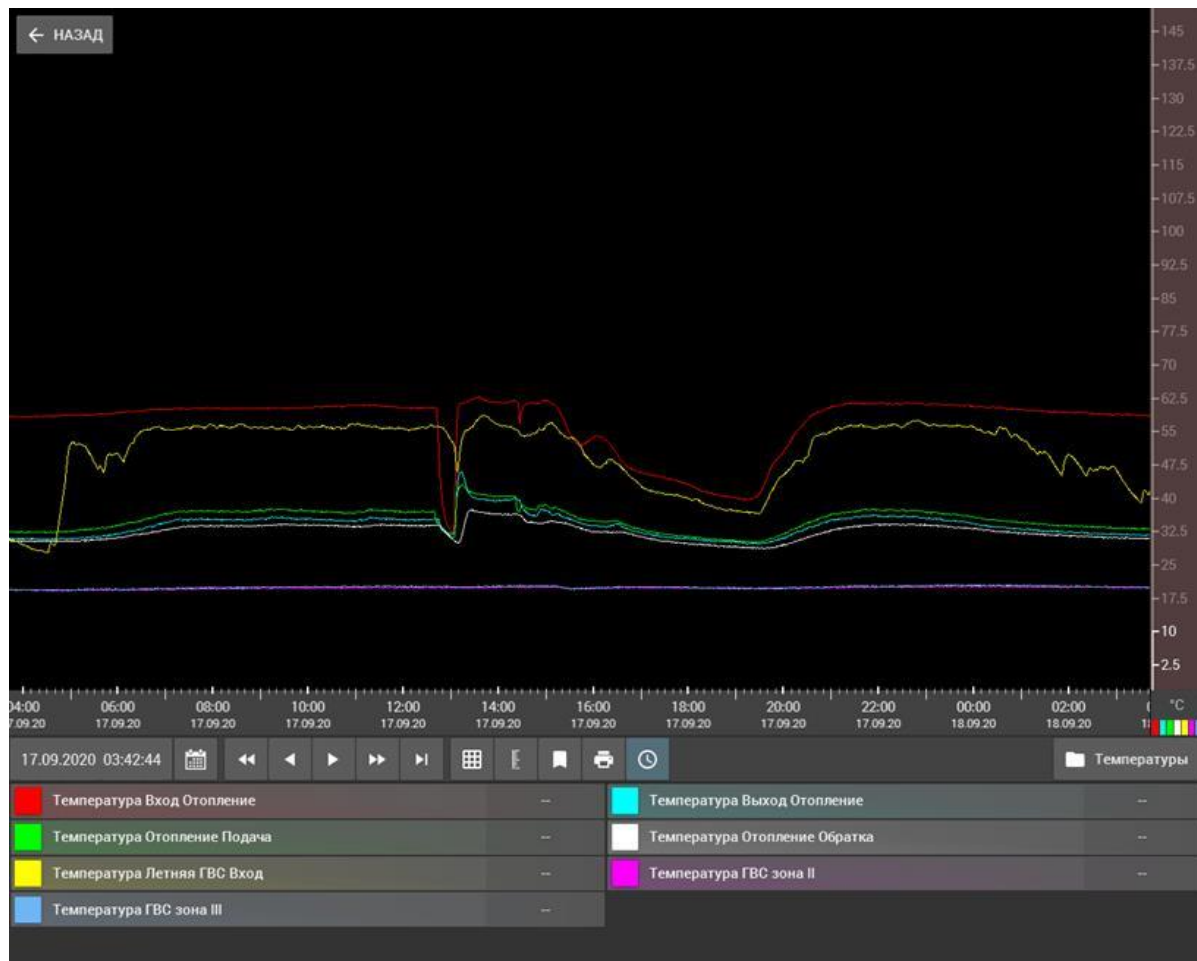 НАЗАД
145
137.5
130
122.5
115
107.5
100
92.5
85
77.5
70
62.5
55
47.5
40
32.5
25
17.5
10
2.5
°C
04:00 06:00 08:00 10:00 12:00 14:00 16:00 18:00 20:00 22:00 00:00 02:00
7.09.20 17.09.20 17.09.20 17.09.20 17.09.20 17.09.20 17.09.20 17.09.20 17.09.20 17.09.20 18.09.20 18.09.20
17.09.2020 03:42:44 Температуры
Температура Вход Отопление -- Температура Выход Отопление --
Температура Отопление Подача -- Температура Отопление Обратка --
Температура Летняя ГВС Вход -- Температура ГВС зона II --
Температура ГВС зона III --